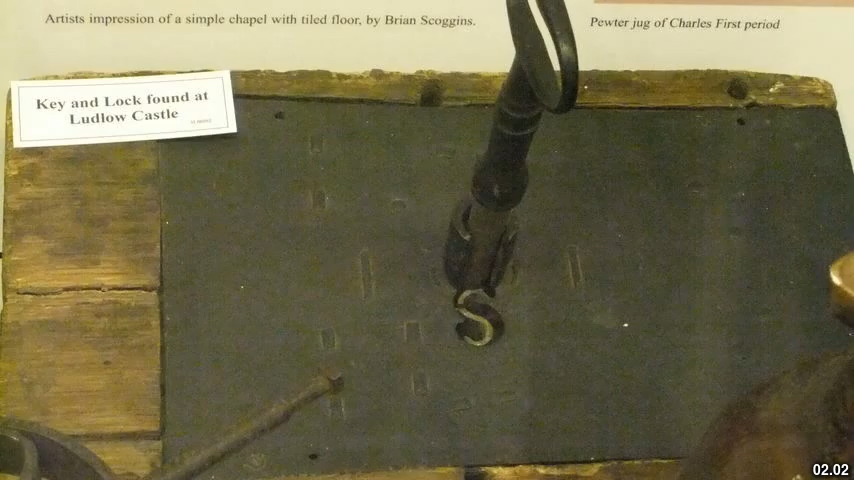 Artists impression of a simple chapel with tiled floor, by Brian Scoggins.
Pewter jug of Charles First period
Key and Lock found at
Ludlow Castle
02.02